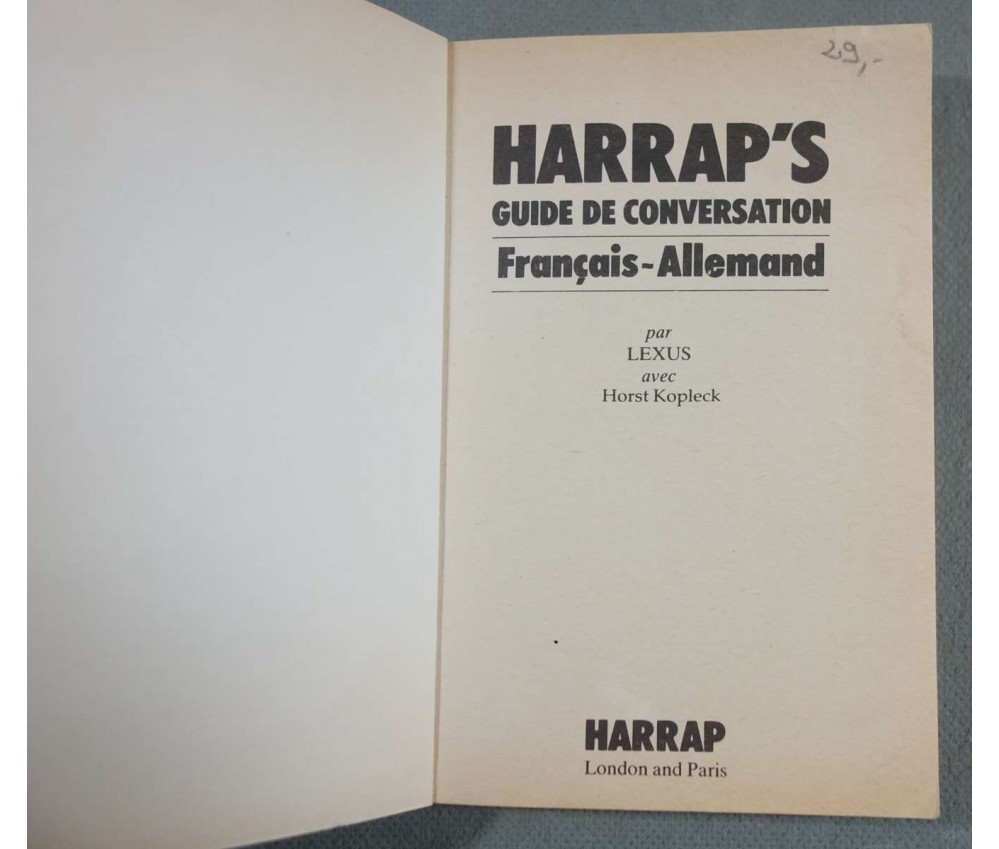 29,-
HARRAP'S
GUIDE DE CONVERSATION
Français-Allemand
par
LEXUS
avec
Horst Kopleck
HARRAP
London and Paris